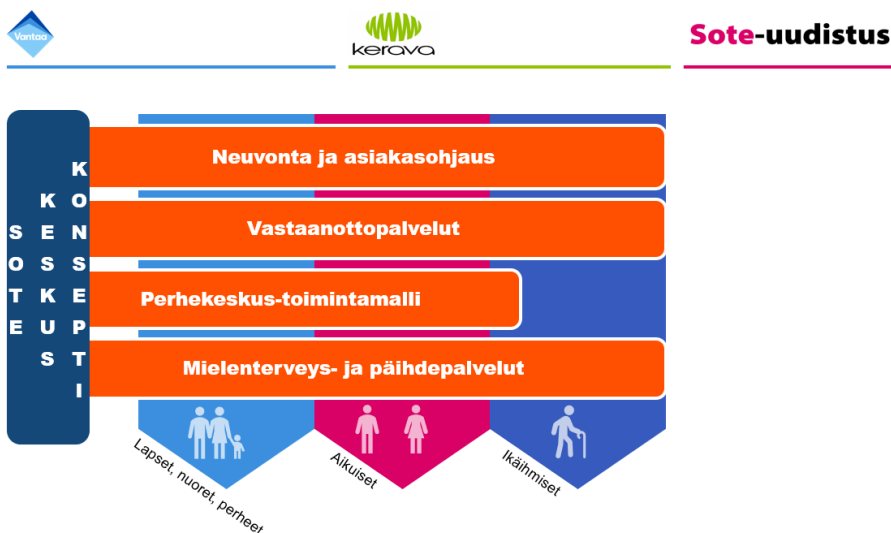 Vantaa
kerava
Sote-uudistus
SOTE
KESKUS
KONSEPTI
Neuvonta ja asiakasohjaus
Vastaanottopalvelut
Perhekeskus-toimintamalli
Mielenterveys- ja päihdepalvelut
Lapset, nuoret, perheet
Aikuiset
Ikäihmiset